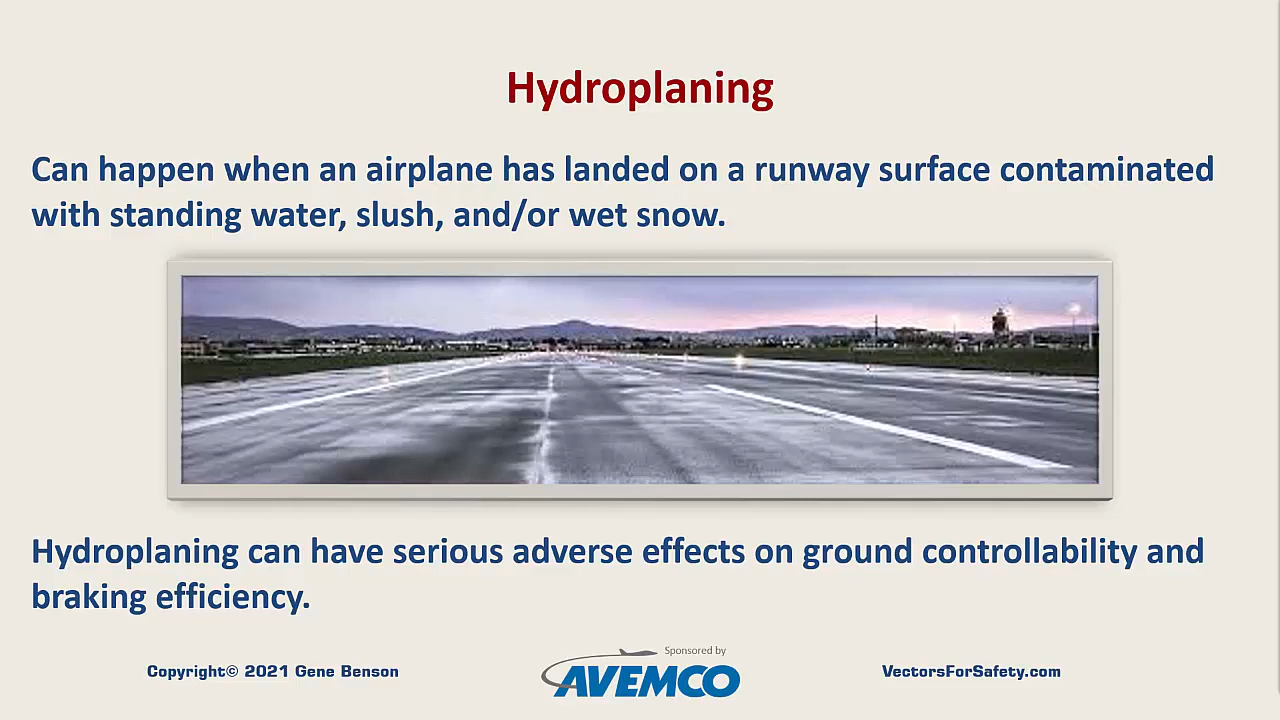 Hydroplaning
Can happen when an airplane has landed on a runway surface contaminated
with standing water, slush, and/or wet snow.
Hydroplaning can have serious adverse effects on ground controllability and
braking efficiency.
Sponsored by
Copyright© 2021 Gene Benson
AVEMCO
VectorsForSafety.com